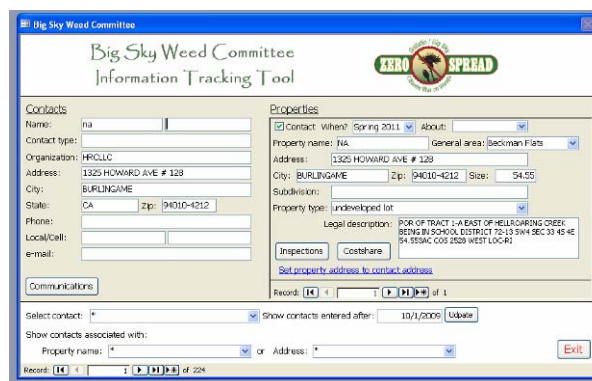 Big Sky Weed Committee
Big Sky Weed Committee
Information Tracking Tool
ZERO SPREAD
Contacts
Name: na
Contact type:
Organization: HRCLLC
Address: 1325 HOWARD AVE # 128
City: BURLINGAME
State: CA Zip: 94010-4212
Phone:
Local/Cell:
e-mail:
Communications
Properties
Contact When? Spring 2011 About:
Property name: NA General area: Beckman Flats
Address: 1325 HOWARD AVE # 128
City: BURLINGAME Zip: 94010-4212 Size: 54.55
Subdivision:
Property type: undeveloped lot
Legal description: POR OF TRACT 1-A EAST OF HELLROARING CREEK
BEING IN SCHOOL DISTRICT 72-13 SW4 SEC 33 4S 4E
54.553AC COS 2528 WEST LOC-RI
Inspections Costshare
Set property address to contact address
Record: 1 of 1
Select contact: * Show contacts entered after: 10/1/2009 Udpate
Show contacts associated with:
Property name: * or Address: * Exit
Record: 1 of 224